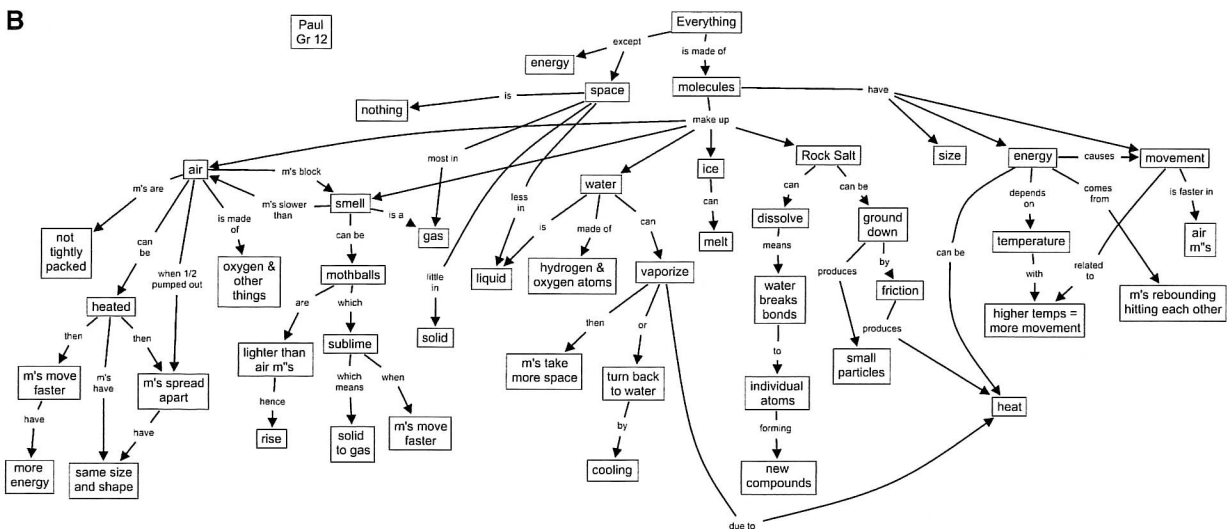 B
Paul
Gr 12
Everything
except
is made of
energy
space
molecules
is
nothing
have
make up
most in
less
in
little
in
air
m's block
m's slower
than
smell
is a
gas
water
ice
Rock Salt
size
energy
causes
movement
m's are
can
be
when 1/2
pumped out
is made
of
can be
is
made of
can
can
can
can be
depends
on
comes
from
is faster in
not
tightly
packed
oxygen &
other
things
mothballs
liquid
hydrogen &
oxygen atoms
vaporize
melt
dissolve
ground
down
temperature
air
m"s
can be
heated
are
which
solid
means
produces
by
with
related
to
then
m's
have
then
lighter than
air m"s
sublime
then
or
water
breaks
bonds
friction
produces
higher temps =
more movement
m's rebounding
hitting each other
m's move
faster
m's spread
apart
hence
which
means
when
m's take
more space
turn back
to water
to
small
particles
have
have
rise
solid
to gas
m's move
faster
by
individual
atoms
heat
more
energy
same size
and shape
cooling
forming
new
compounds
due to